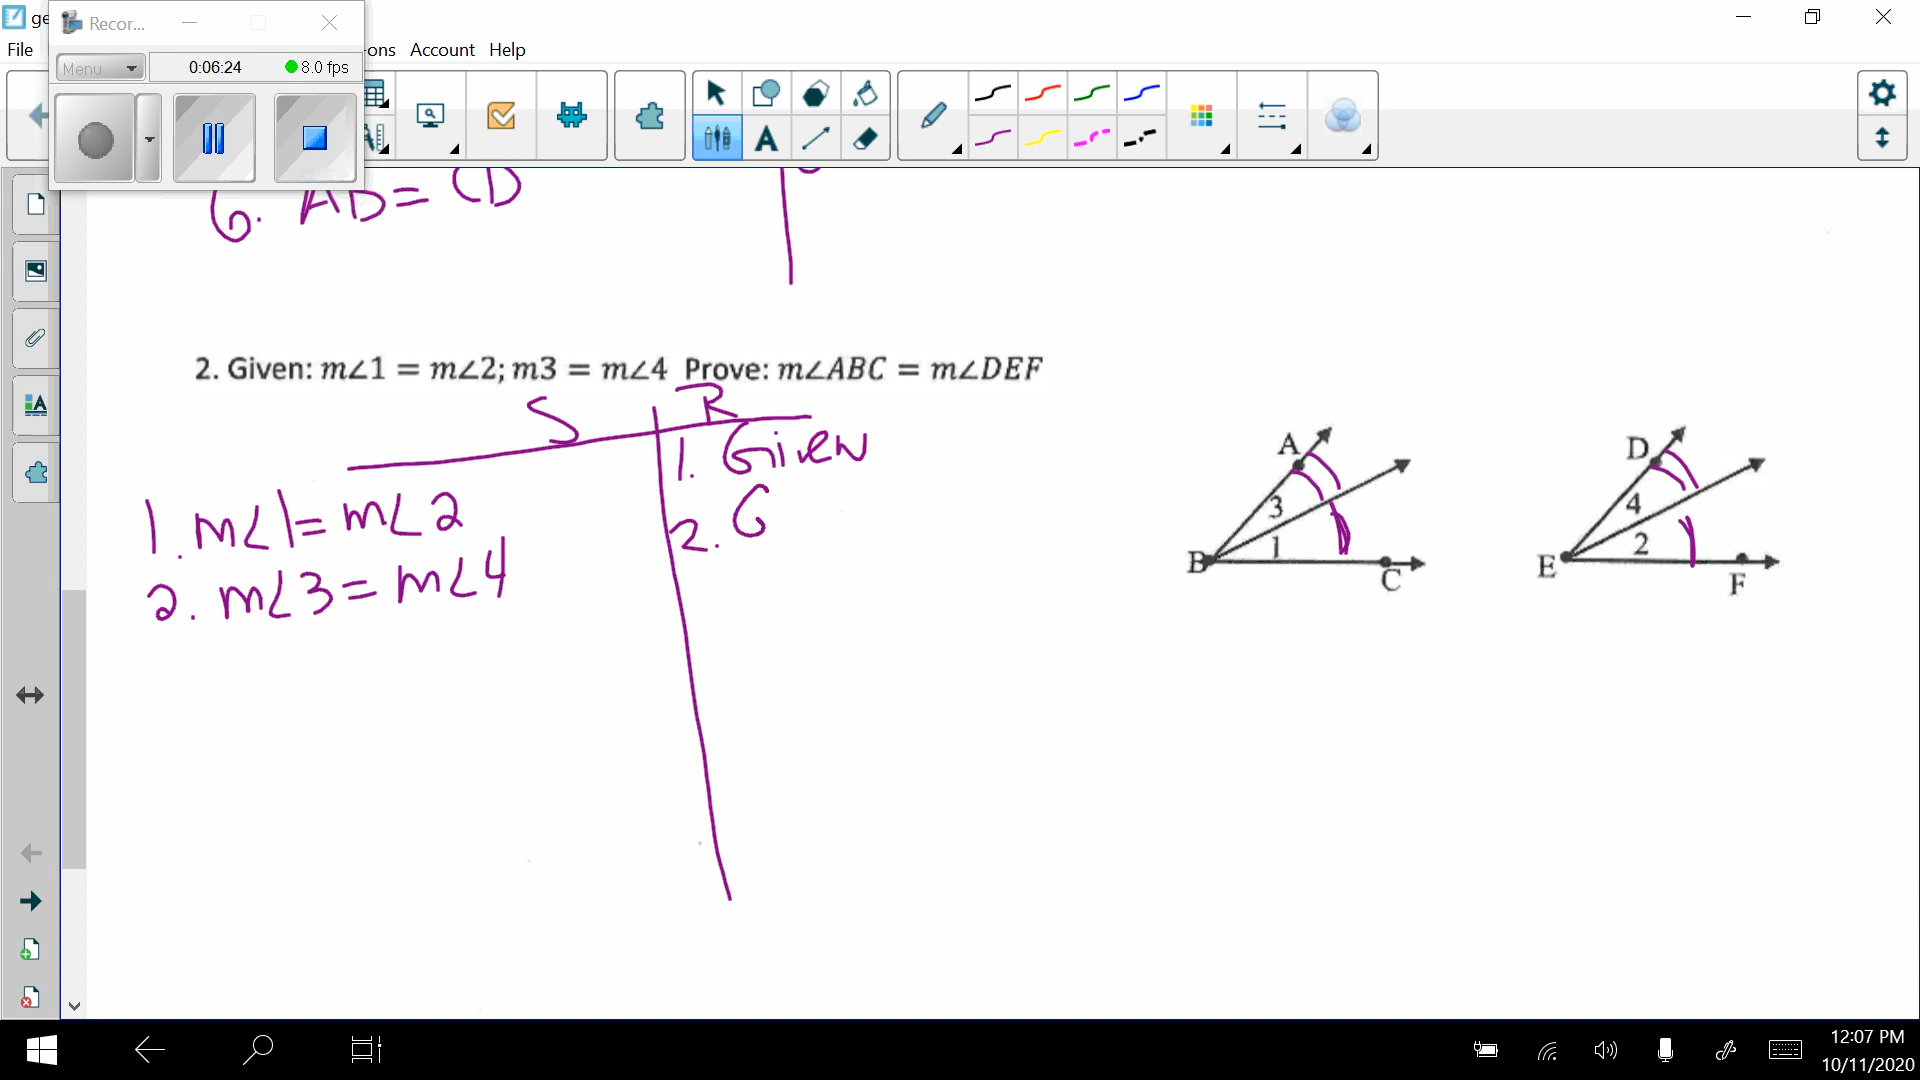 ge
Recor...
File
ons Account Help
Menu
0:06:24
8.0 fps
6. AD = CD
2. Given: m∠1 = m∠2; m3 = m∠4 Prove: m∠ABC = m∠DEF
S R
1. m∠1 = m∠2
1. Given
2. m∠3 = m∠4
2. G
A
3
1
B
C
D
4
2
E
F
12:07 PM
10/11/2020